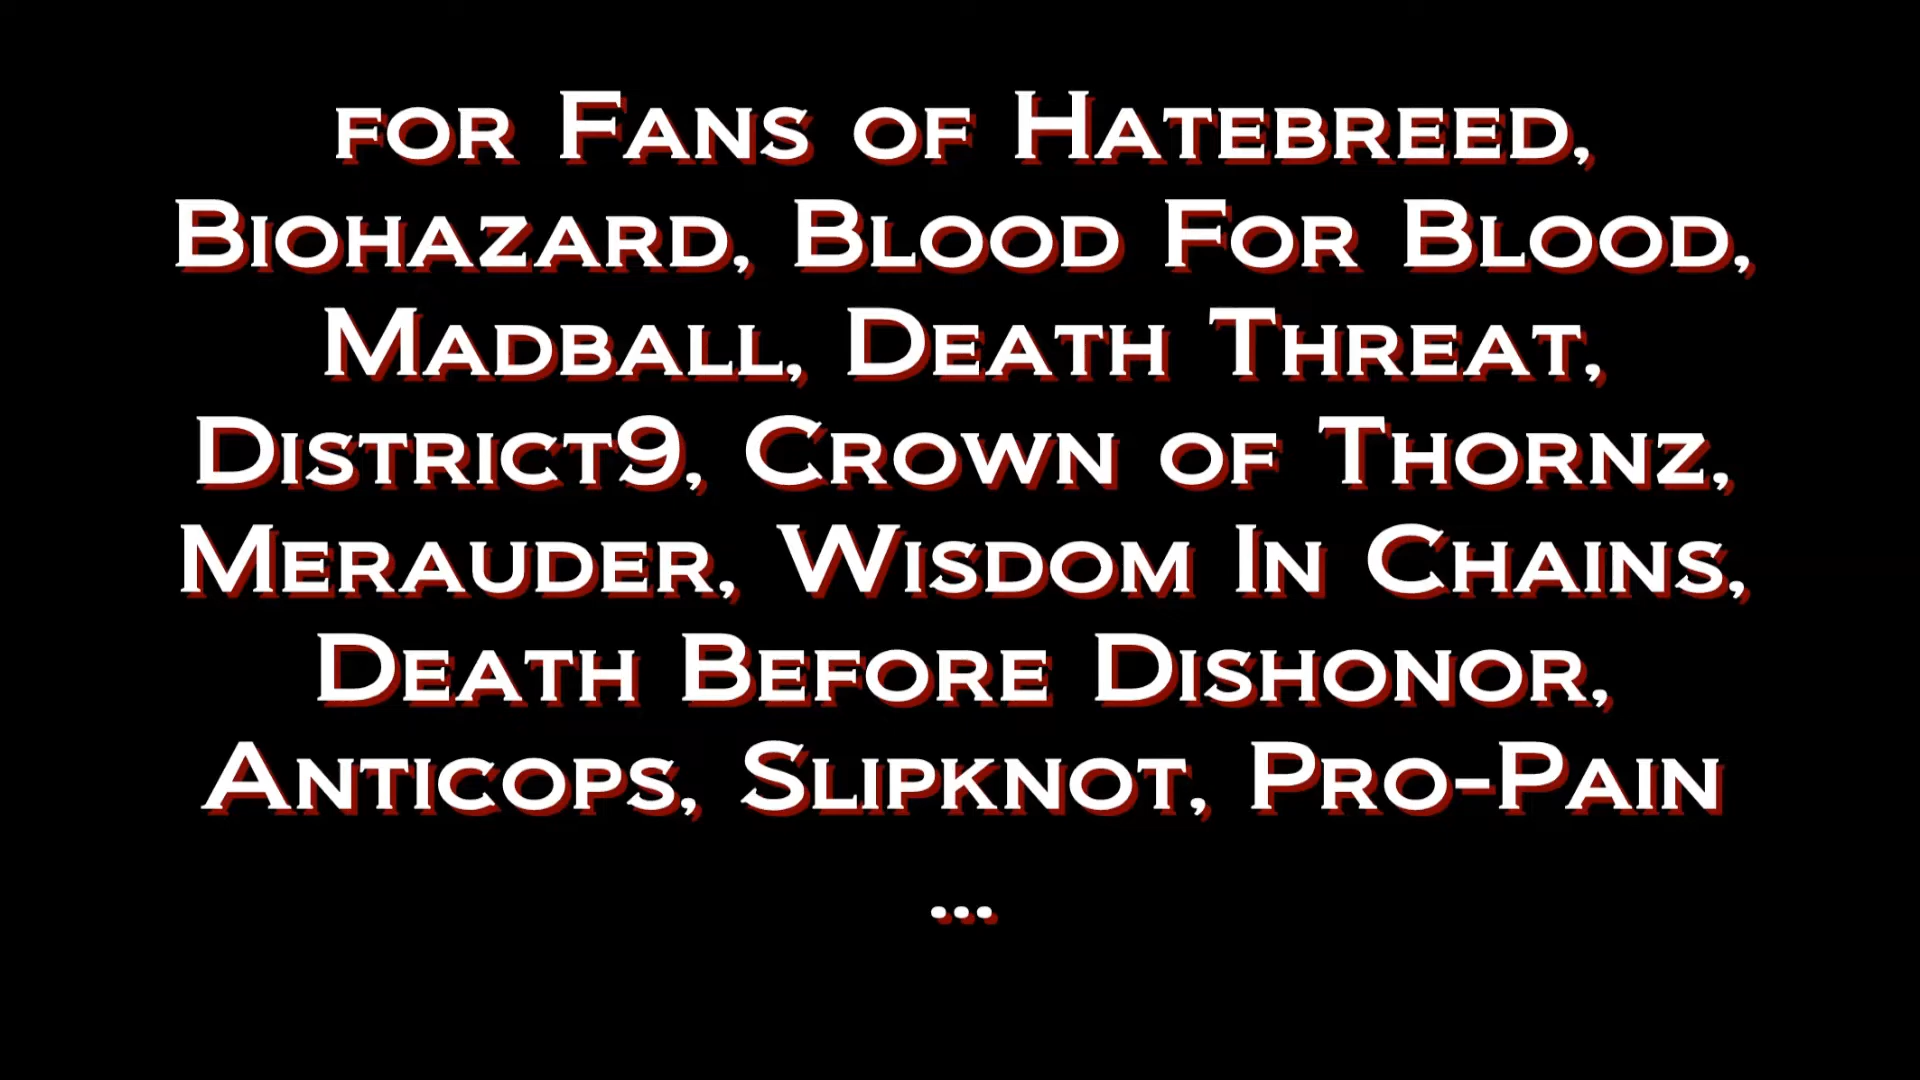 for Fans of Hatebreed,
Biohazard, Blood For Blood,
Madball, Death Threat,
District9, Crown of Thornz,
Merauder, Wisdom In Chains,
Death Before Dishonor,
Anticops, Slipknot, Pro-Pain
...